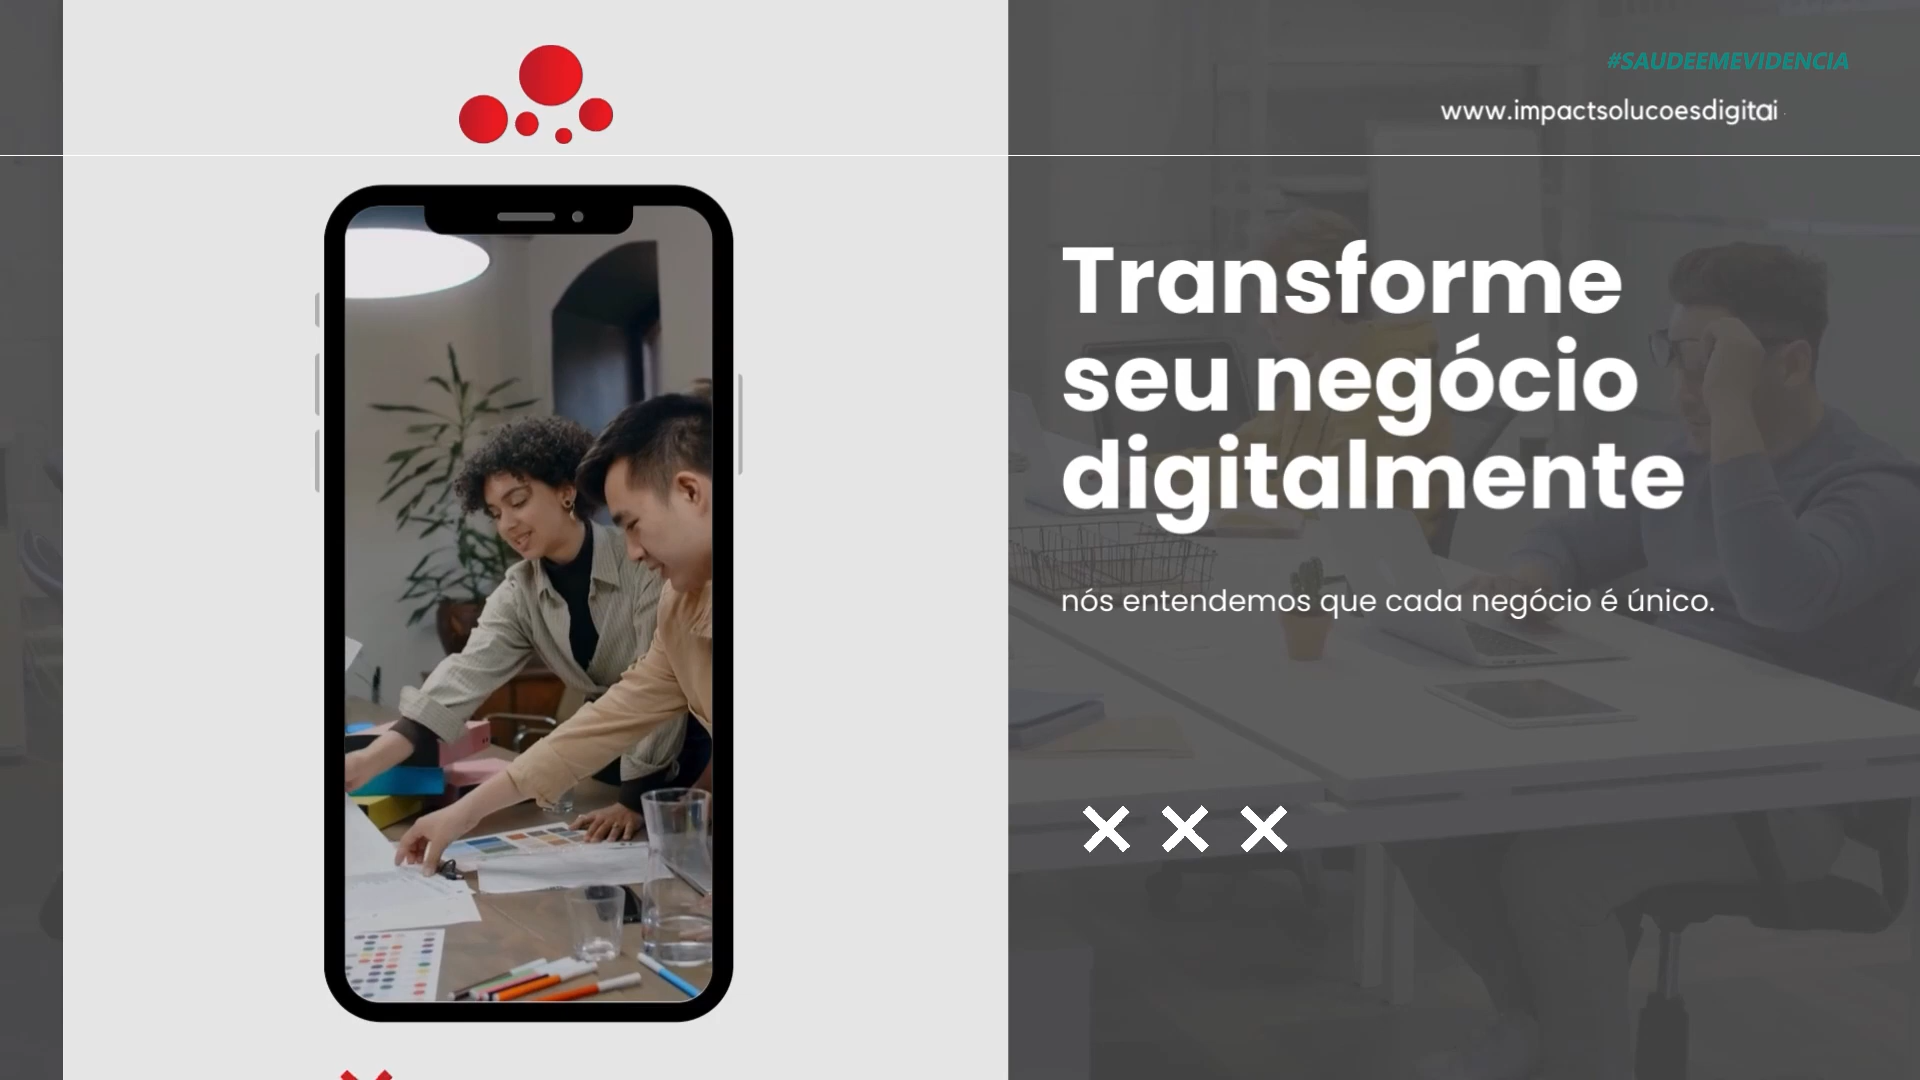 #SAUDEEMEVIDENCIA
www.impactsolucoesdigitai
Transforme
seu negócio
digitalmente
nós entendemos que cada negócio é único.